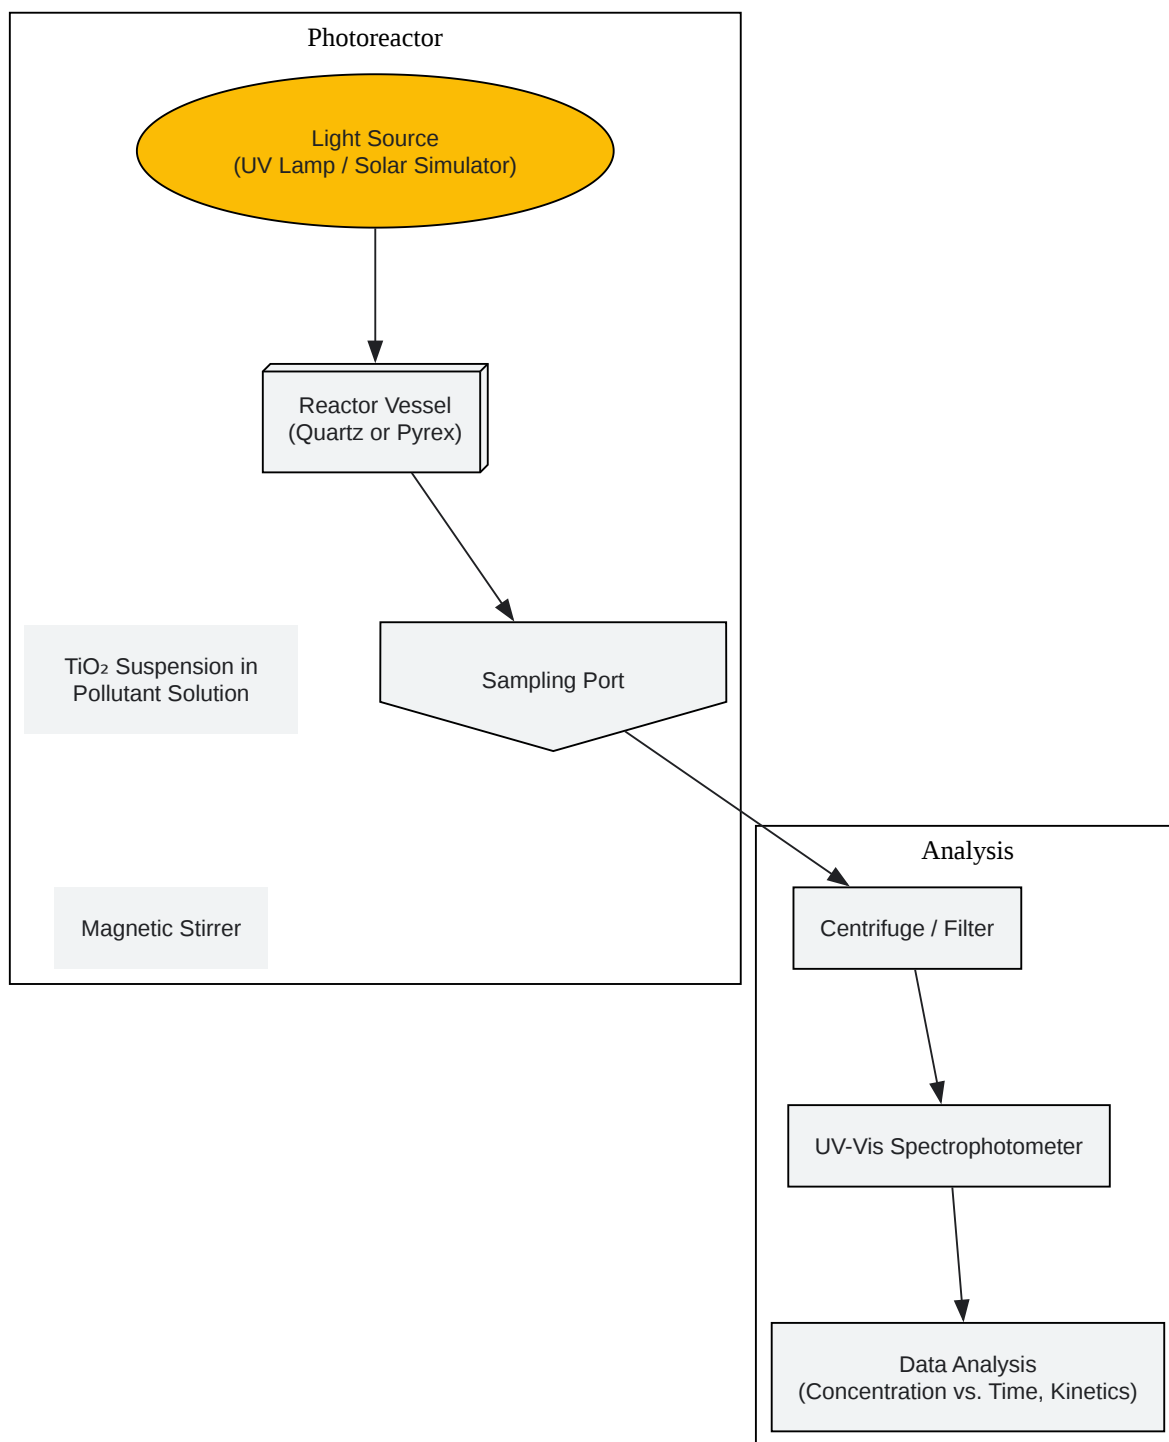 Photoreactor
Light Source
(UV Lamp / Solar Simulator)
Reactor Vessel
(Quartz or Pyrex)
TiO₂ Suspension in
Pollutant Solution
Sampling Port
Magnetic Stirrer
Analysis
Centrifuge / Filter
UV-Vis Spectrophotometer
Data Analysis
(Concentration vs. Time, Kinetics)